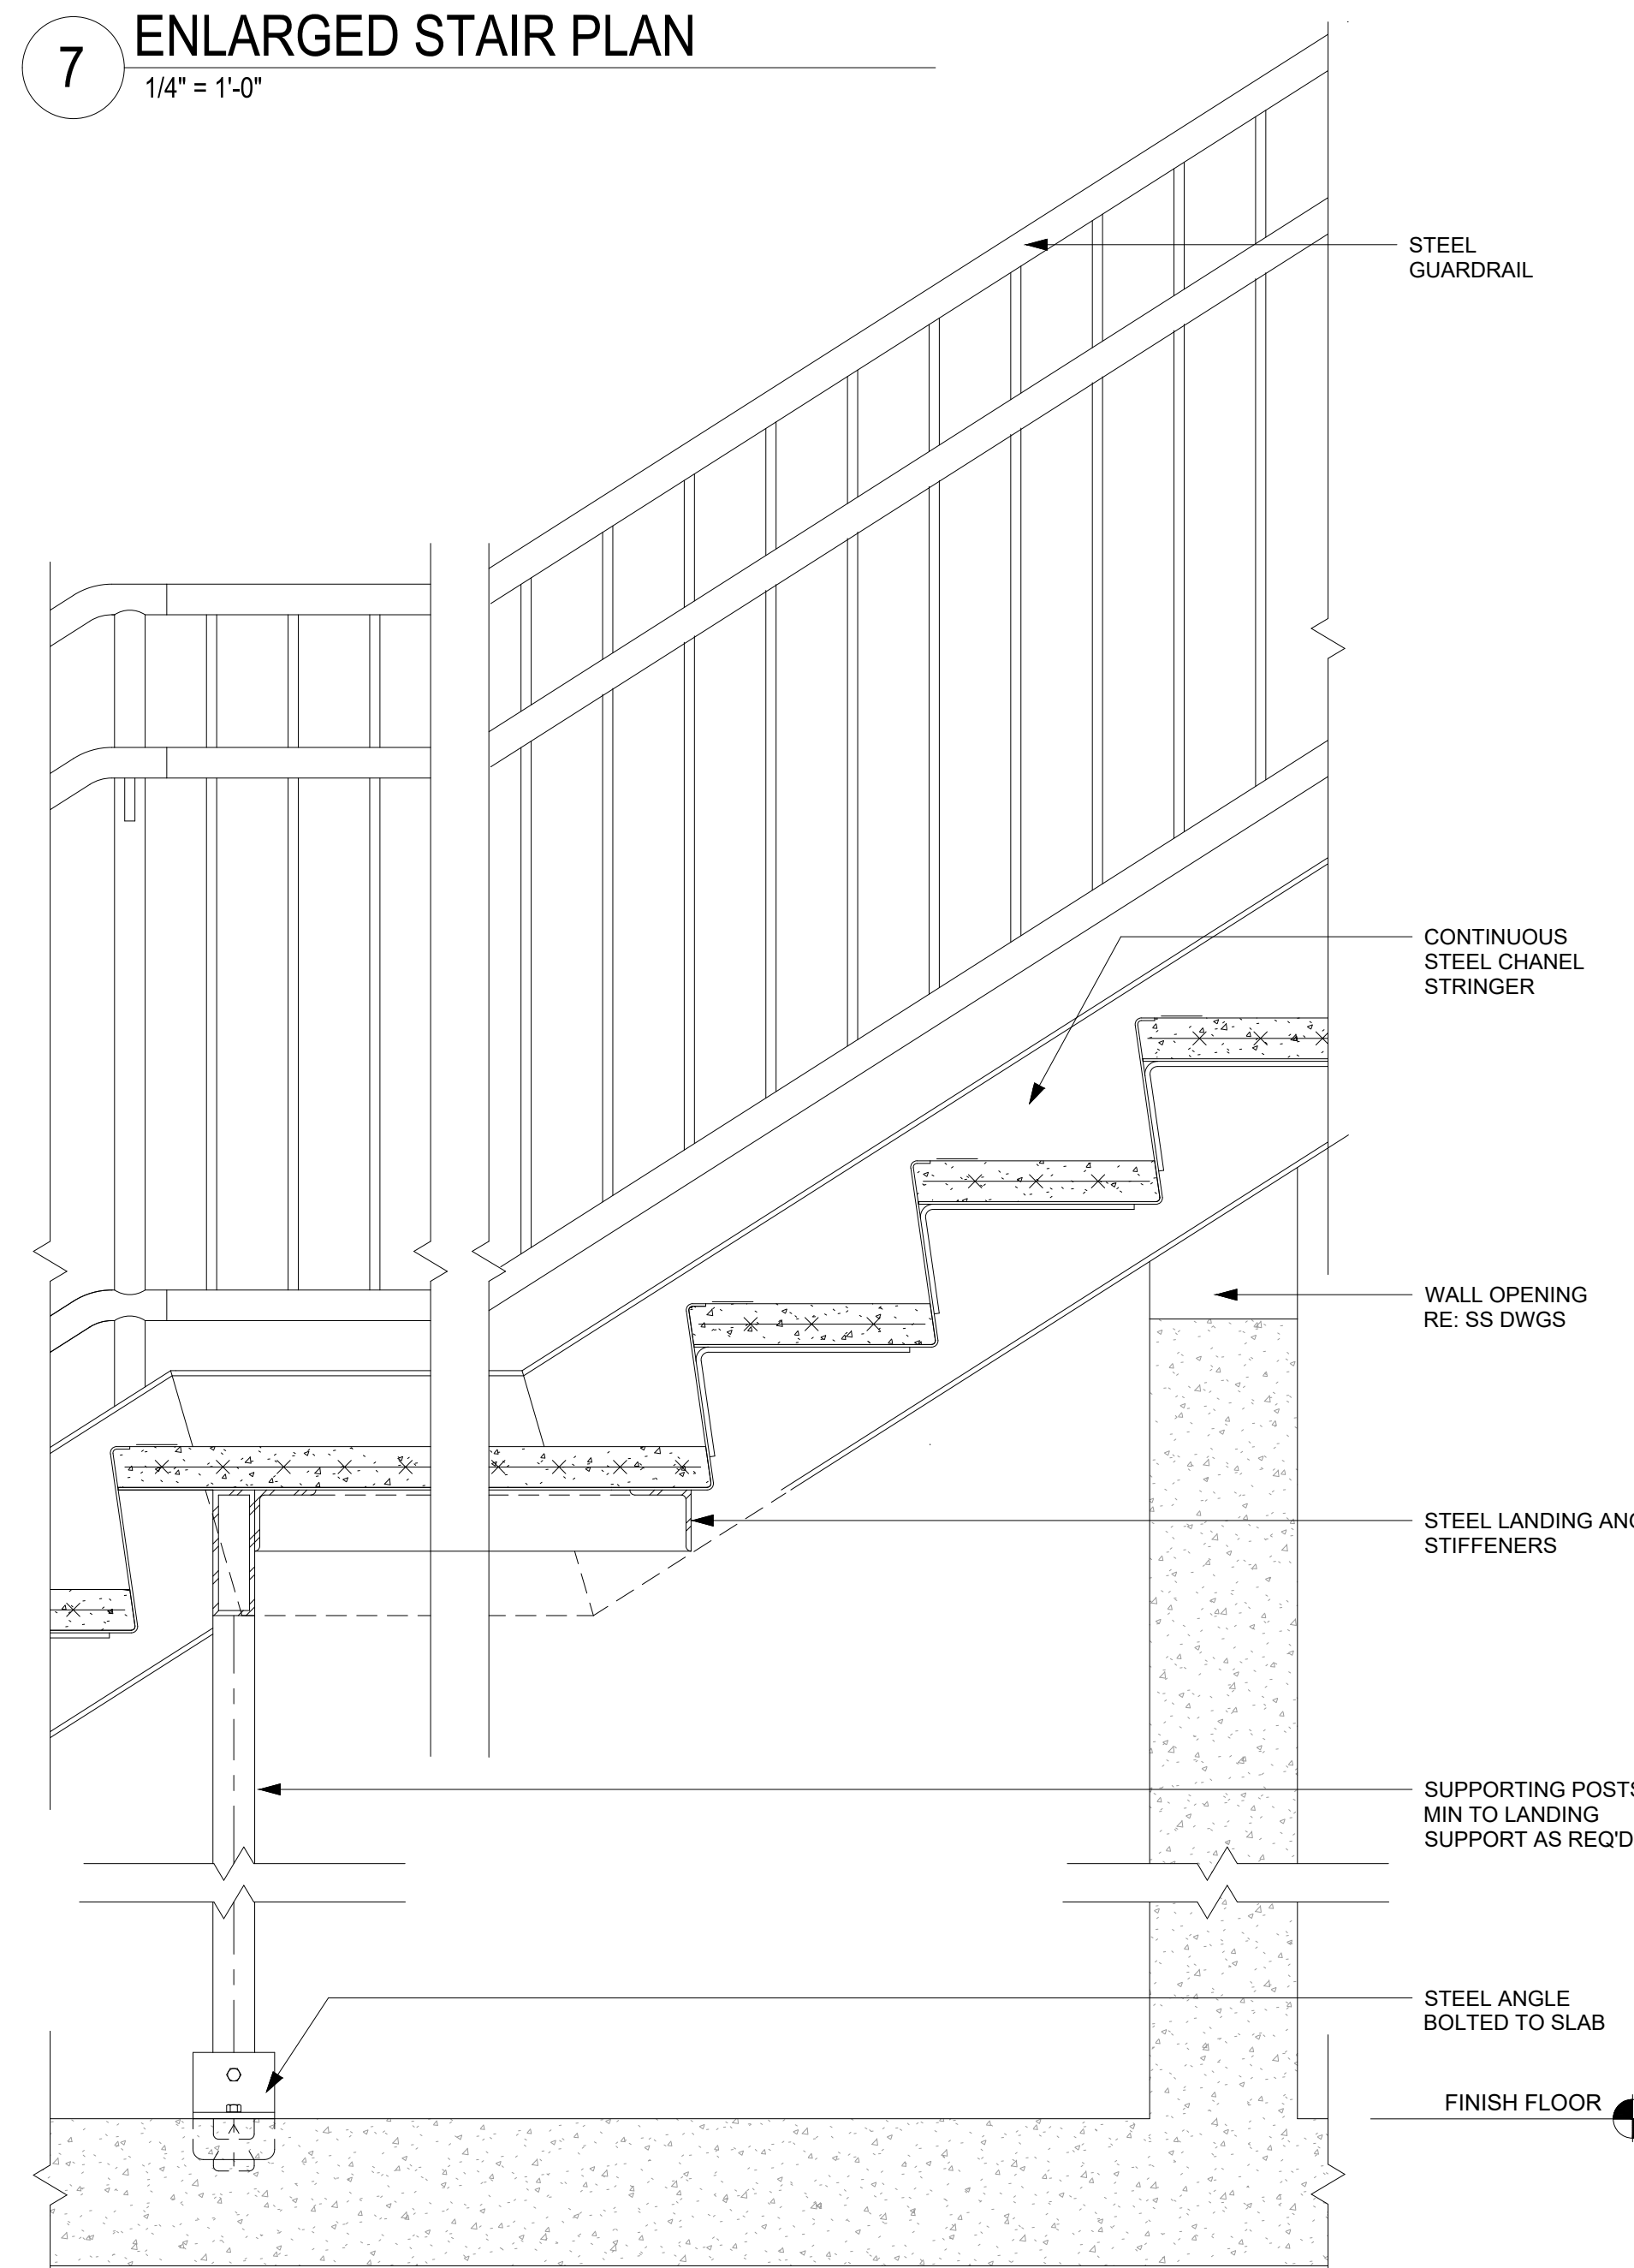 7
ENLARGED STAIR PLAN
1/4" = 1'-0"
STEEL
GUARDRAIL
CONTINUOUS
STEEL CHANEL
STRINGER
WALL OPENING
RE: SS DWGS
STEEL LANDING
STIFFENERS
SUPPORTING POSTS
MIN TO LANDING
SUPPORT AS REQ'D
STEEL ANGLE
BOLTED TO SLAB
FINISH FLOOR